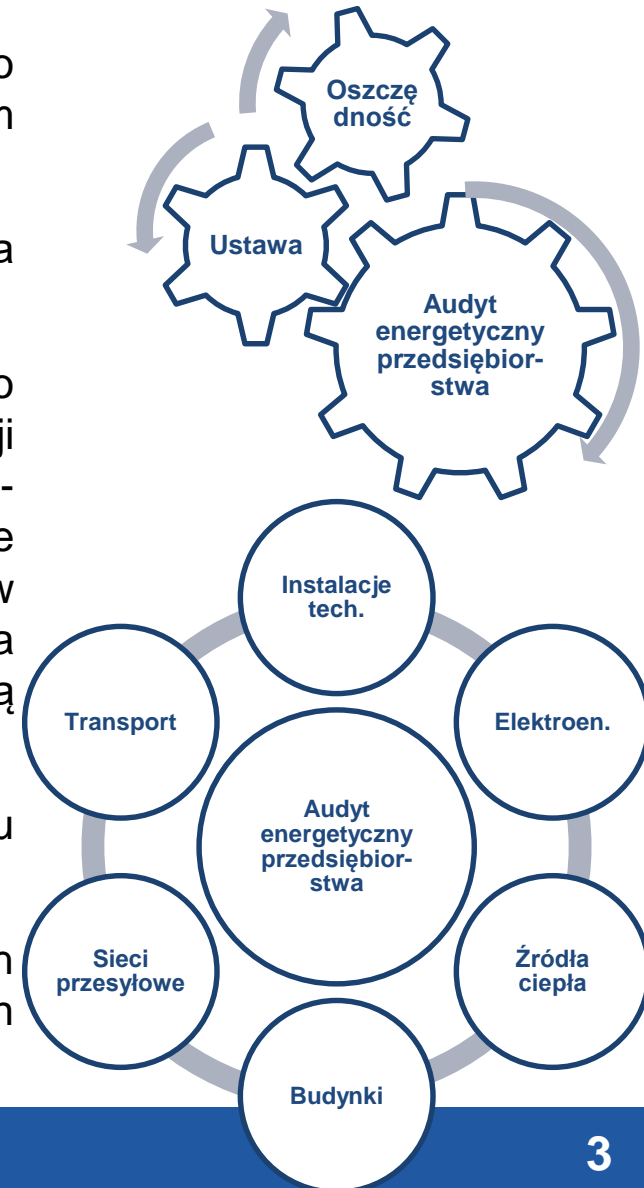 o
m
a
o
ji
-
e
w
a
ą
u
h
h
Oszczę
dność
Ustawa
Audyt
energetyczny
przedsiębior-
stwa
Instalacje
tech.
Transport
Elektroen.
Audyt
energetyczny
przedsiębior-
stwa
Sieci
przesyłowe
Źródła
ciepła
Budynki
3